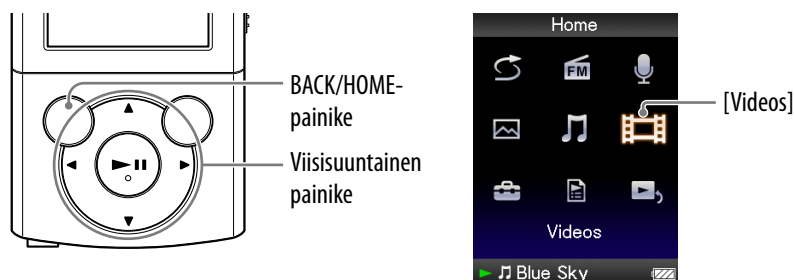 BACK/HOME-
painike
Viisisuuntainen
painike
Home
FM
[Videos]
Videos
Blue Sky